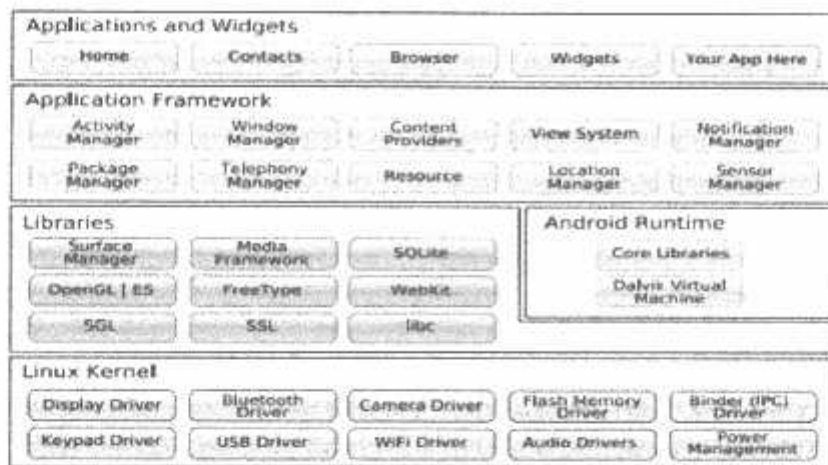 Applications and Widgets
Home Contacts Browser Widgets Your App Here
Application Framework
Activity Manager Window Manager Content Providers View System Notification Manager
Package Manager Telephony Manager Resource Location Manager Sensor Manager
Libraries
Surface Manager Media Framework SQLite
OpenGL | ES FreeType WebKit
SGL SSL libc
Android Runtime
Core Libraries
Dalvik Virtual Machine
Linux Kernel
Display Driver Bluetooth Driver Camera Driver Flash Memory Driver Binder (IPC) Driver
Keypad Driver USB Driver WiFi Driver Audio Drivers Power Management